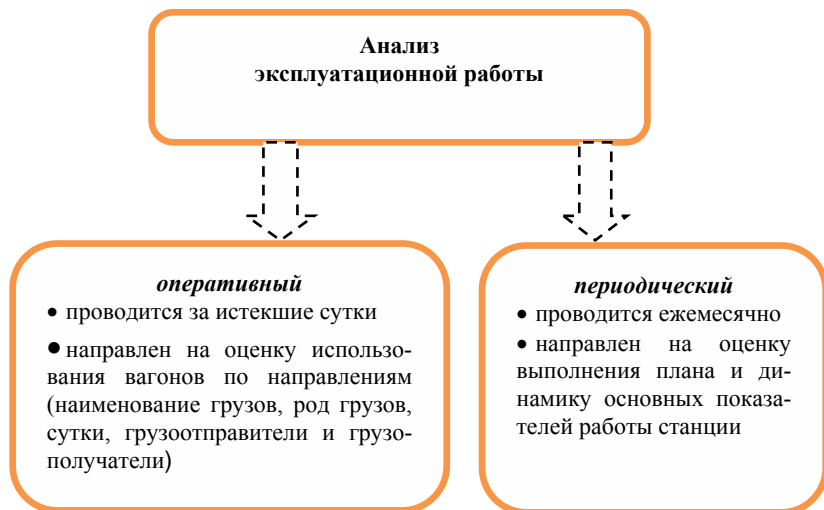 Анализ
эксплуатационной работы
оперативный
• проводится за истекшие сутки
• направлен на оценку использо-
вания вагонов по направлениям
(наименование грузов, род грузов,
сутки, грузоотправители и грузо-
получатели)
периодический
• проводится ежемесячно
• направлен на оценку
выполнения плана и ди-
намику основных показа-
телей работы станции